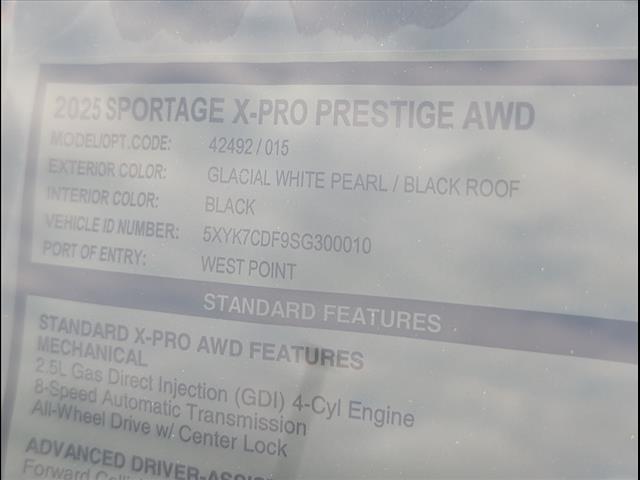 2025 SPORTAGE X-PRO PRESTIGE AWD
MODEL/OPT.CODE: 42492 / 015
EXTERIOR COLOR: GLACIAL WHITE PEARL / BLACK ROOF
INTERIOR COLOR: BLACK
VEHICLE ID NUMBER: 5XYK7CDF9SG300010
PORT OF ENTRY: WEST POINT
STANDARD FEATURES
STANDARD X-PRO AWD FEATURES
MECHANICAL
2.5L Gas Direct Injection (GDI) 4-Cyl Engine
8-Speed Automatic Transmission
All-Wheel Drive w/ Center Lock
ADVANCED
Forward